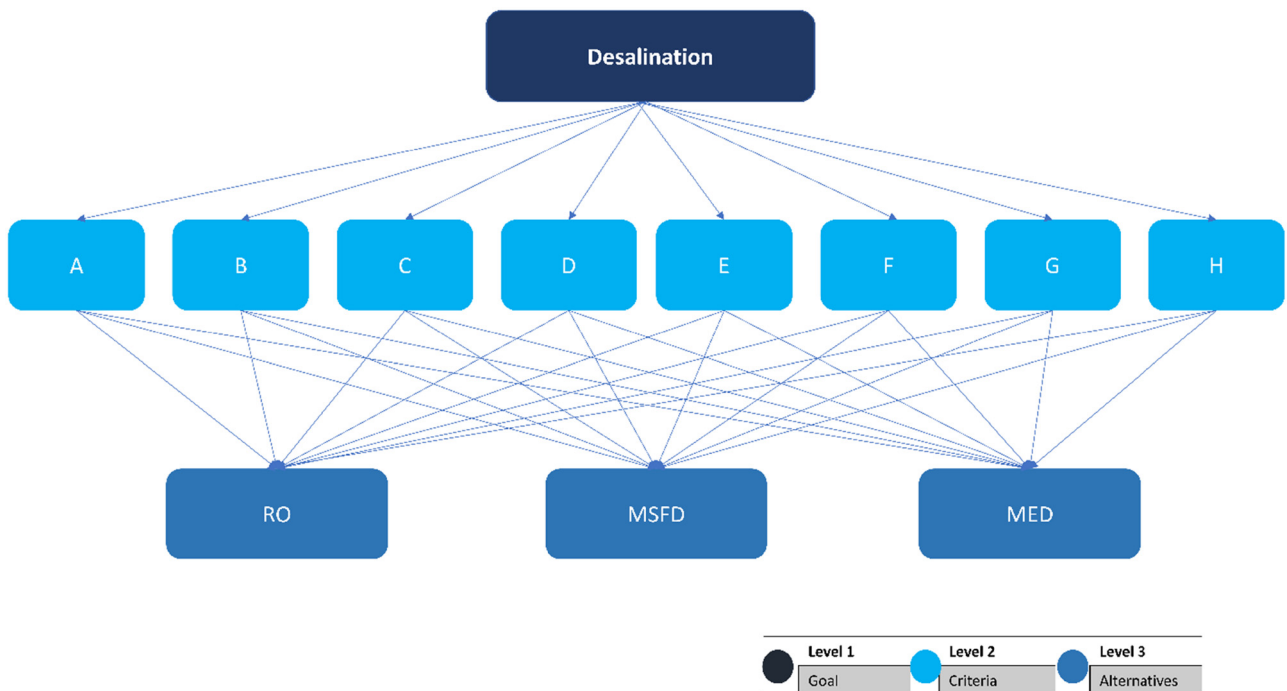 Desalination
A B C D E F G H
RO MSFD MED
Level 1 Level 2 Level 3
Goal Criteria Alternatives